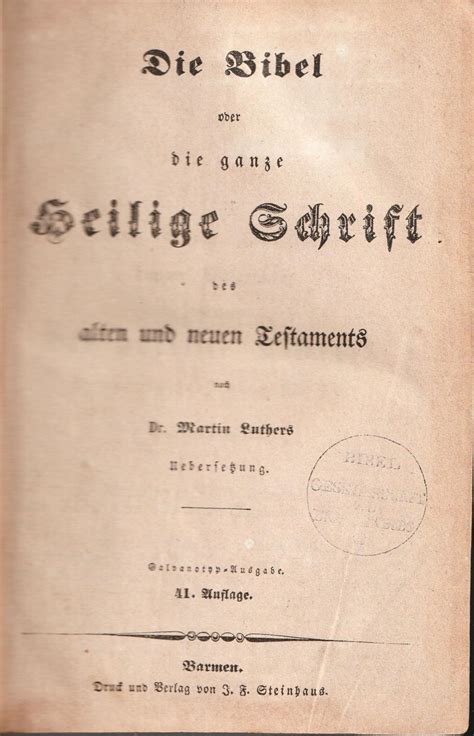 Die Bibel
oder
die ganze
Heilige Schrift
des
alten und neuen Testaments
nach
Dr. Martin Luthers
Uebersetzung.
Galvanotyp-Ausgabe.
41. Auflage.
Barmen.
Druck und Verlag von J. F. Steinhaus.
BIBEL